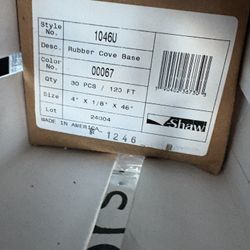 Style No. 1046U
Desc. Rubber Cove Base
Color No. 00067
Qty 30 PCS / 120 FT
Size 4" X 1/8" X 48"
Lot 24004
MADE IN AMERICA
1246
Shaw